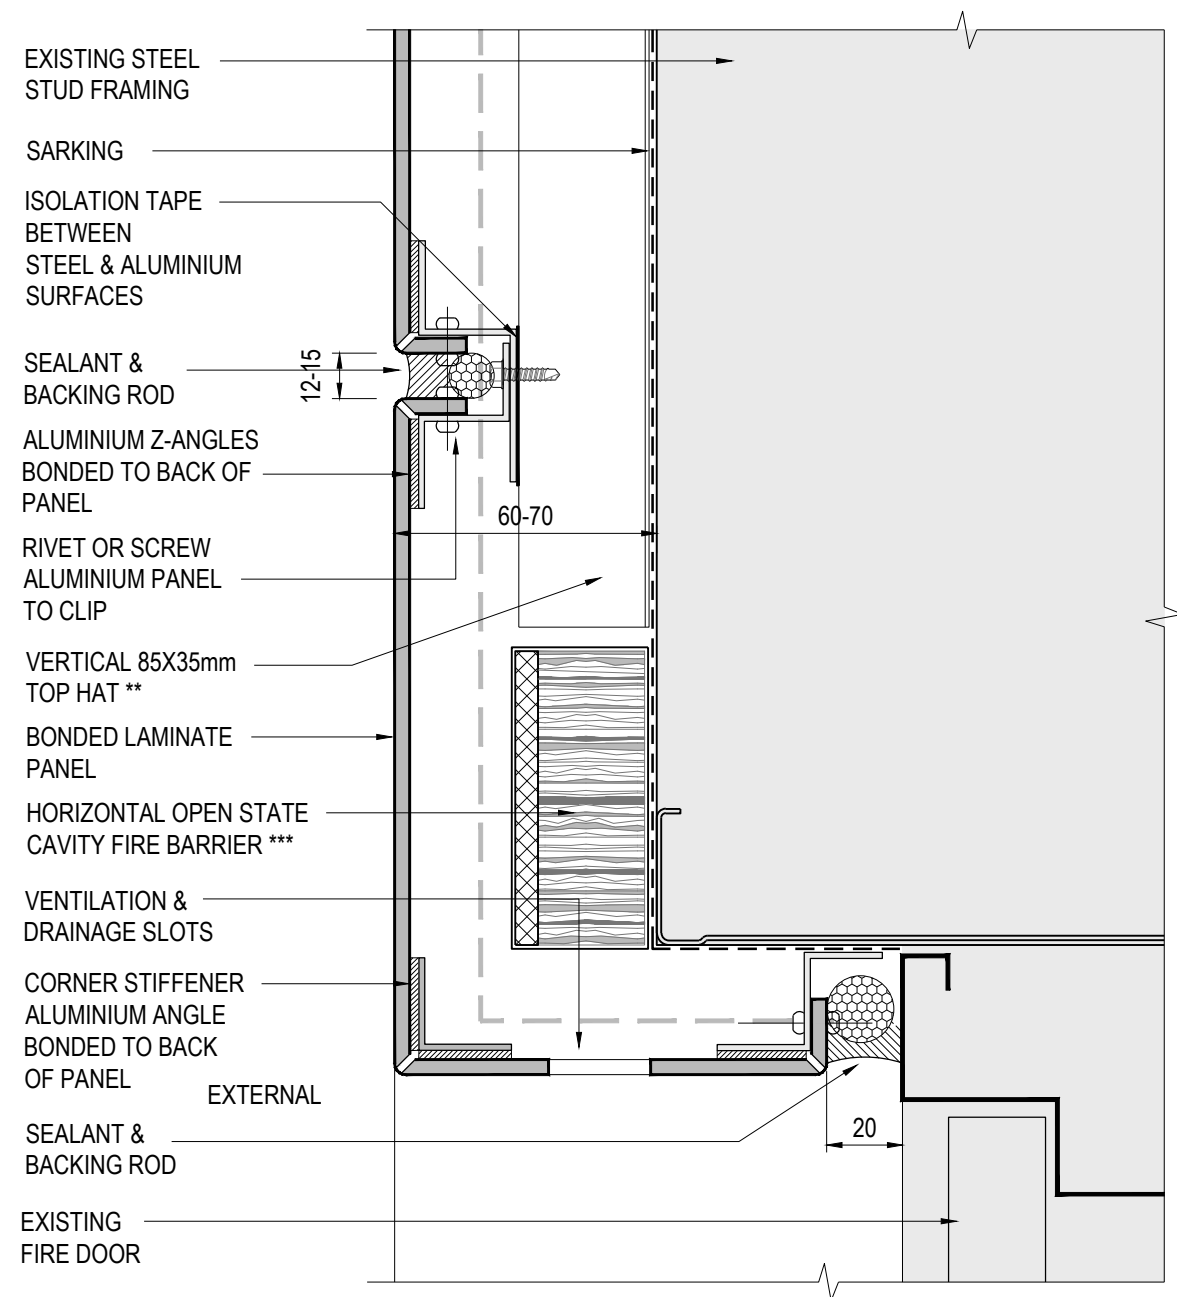 EXISTING STEEL
STUD FRAMING
SARKING
ISOLATION TAPE
BETWEEN
STEEL & ALUMINIUM
SURFACES
SEALANT &
BACKING ROD
12-15
ALUMINIUM Z-ANGLES
BONDED TO BACK OF
PANEL
60-70
RIVET OR SCREW
ALUMINIUM PANEL
TO CLIP
VERTICAL 85X35mm
TOP HAT **
BONDED LAMINATE
PANEL
HORIZONTAL OPEN STATE
CAVITY FIRE BARRIER ***
VENTILATION &
DRAINAGE SLOTS
CORNER STIFFENER
ALUMINIUM ANGLE
BONDED TO BACK
OF PANEL
EXTERNAL
SEALANT &
BACKING ROD
20
EXISTING
FIRE DOOR